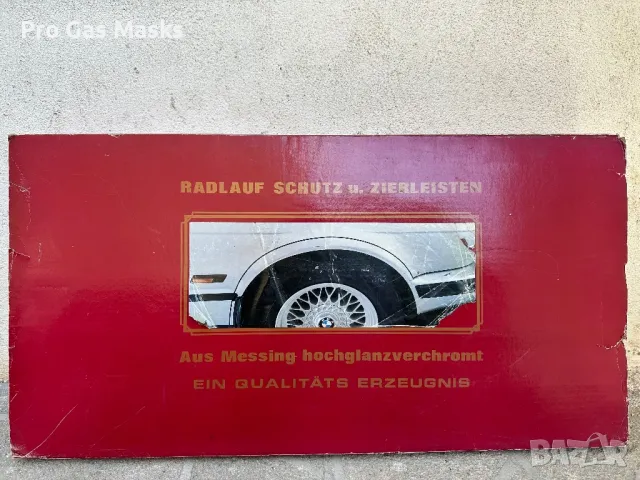 Pro Gas Masks
RADLAUF SCHUTZ u. ZIERLEISTEN
Aus Messing hochglanzverchromt
EIN QUALITÄTS ERZEUGNIS
BAZAR